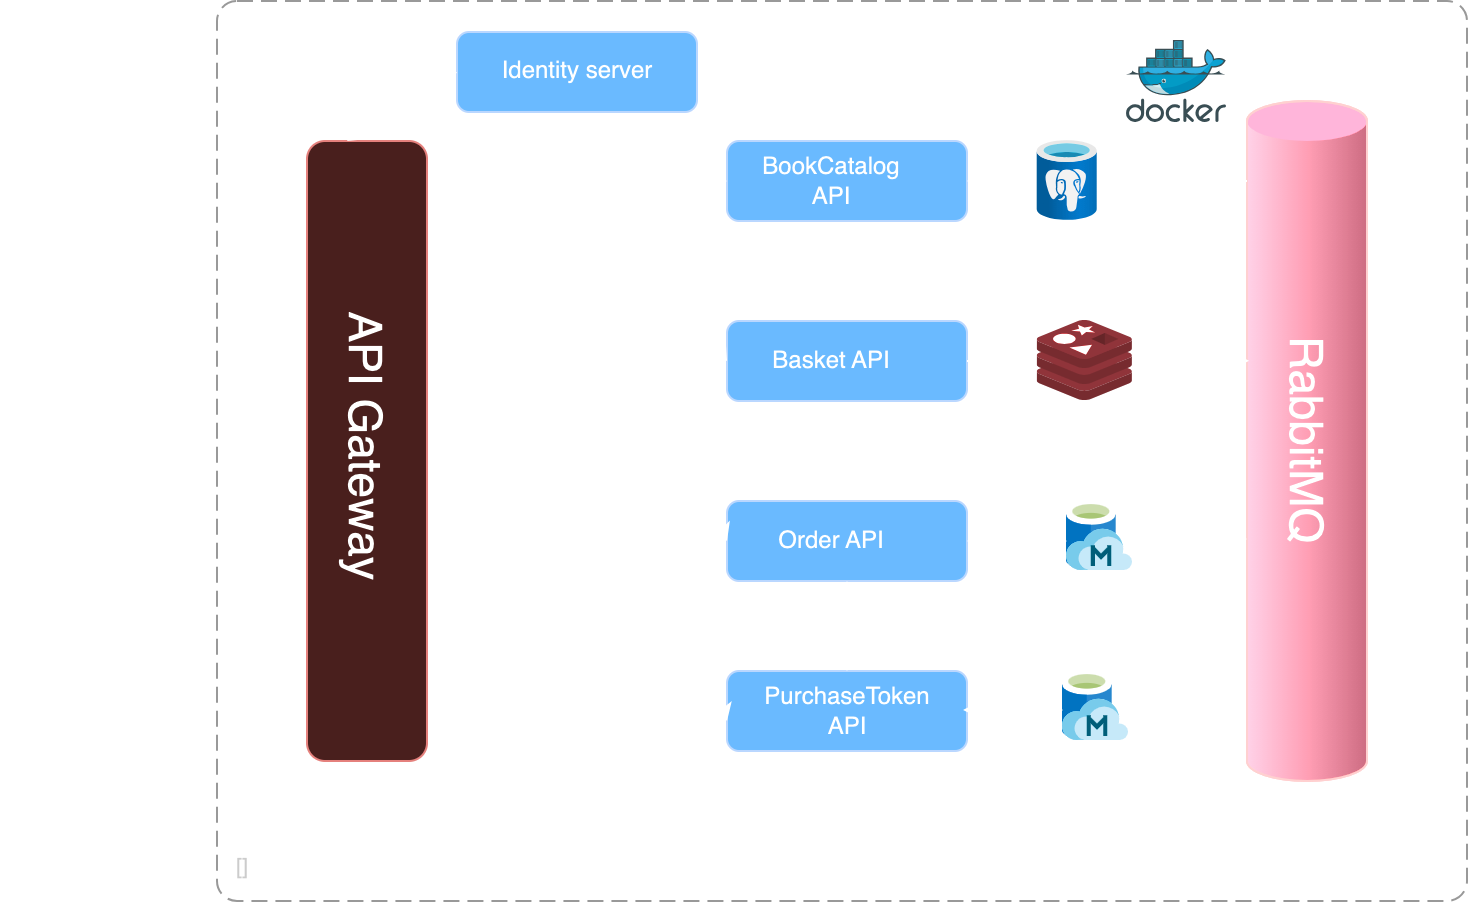 Identity server
docker
BookCatalog
API
API Gateway
Basket API
RabbitMQ
Order API
M
PurchaseToken
API
M
[]